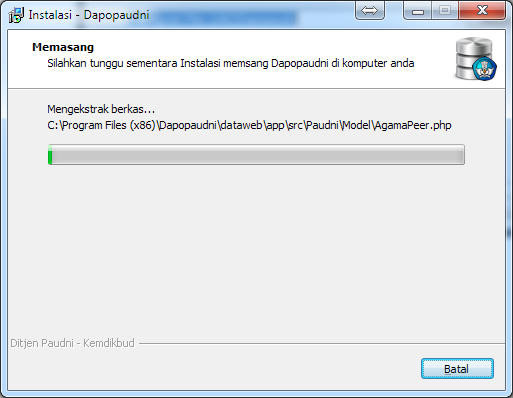 Instalasi - Dapopaudni
Memasang
Silahkan tunggu sementara Instalasi memsang Dapopaudni di komputer anda
Mengekstrak berkas...
C:\Program Files (x86)\Dapopaudni\dataweb\app\src\Paudni\Model\AgamaPeer.php
Ditjen Paudni - Kemdikbud
Batal